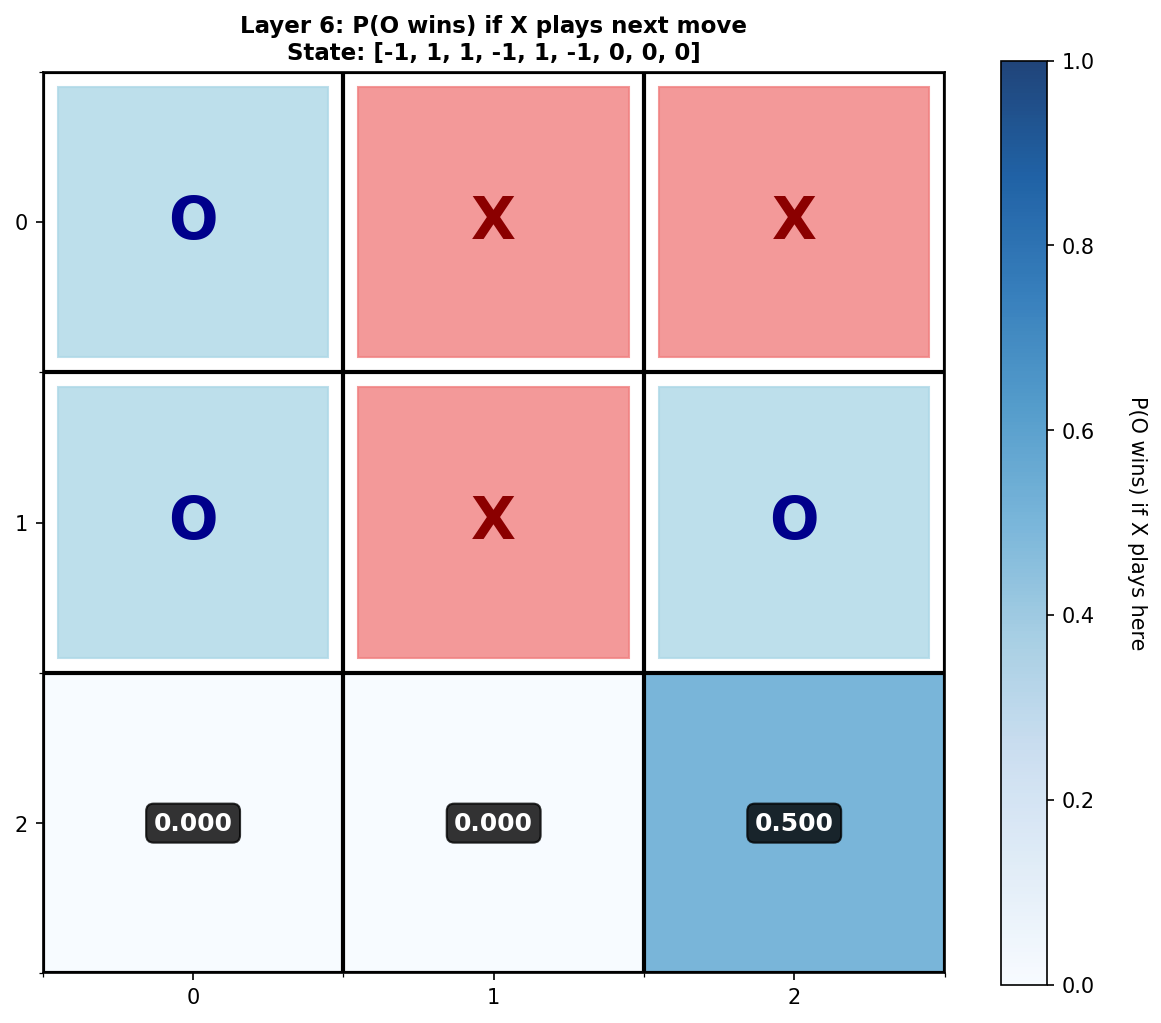 Layer 6: P(O wins) if X plays next move
State: [-1, 1, 1, -1, 1, -1, 0, 0, 0]
0
O
X
X
1
O
X
O
2
0.000
0.000
0.500
0
1
2
1.0
0.8
0.6
0.4
0.2
0.0
P(O wins) if X plays here